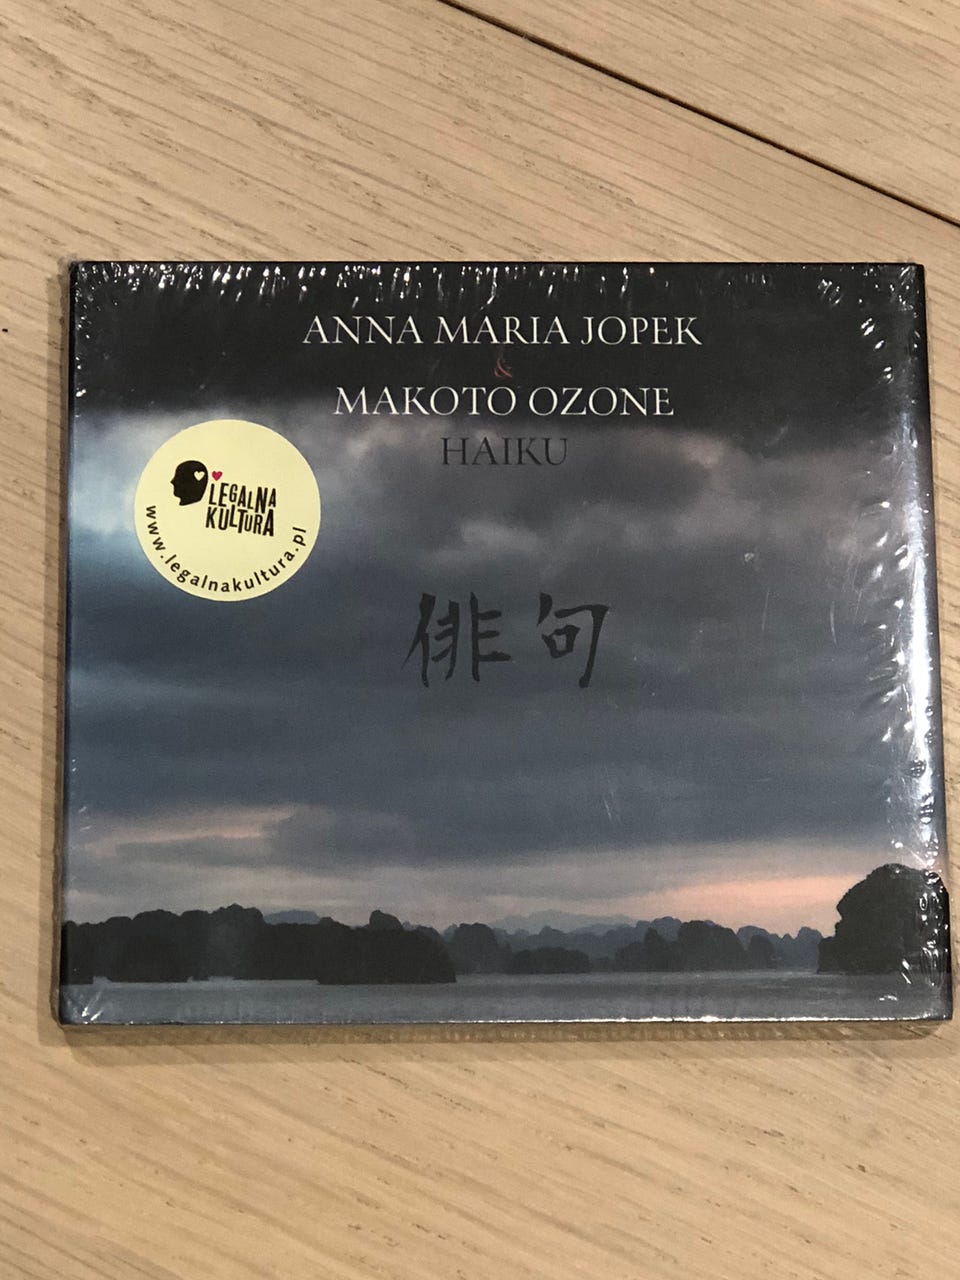 ANNA MARIA JOPEK
&
MAKOTO OZONE
HAIKU
LEGALNA
KULTURA
www.legalnakultura.pl
俳句